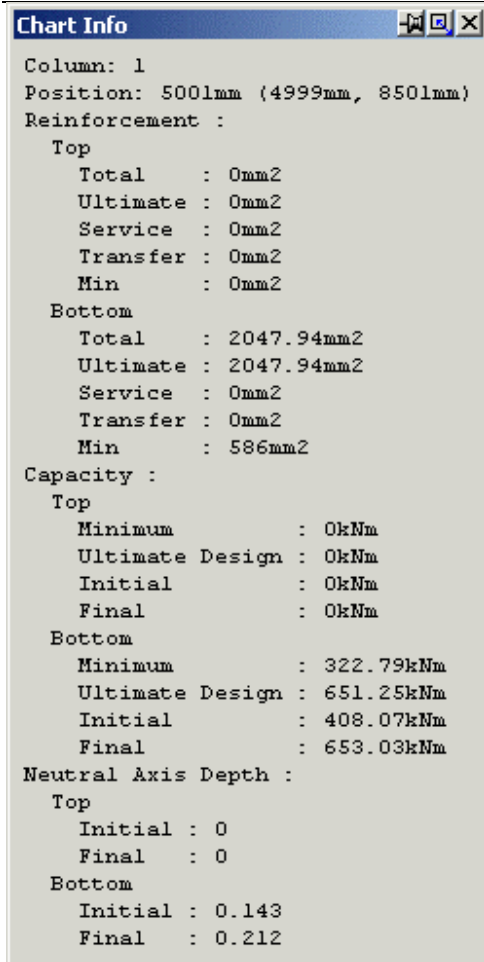 Chart Info
Column: 1
Position: 5001mm (4999mm, 8501mm)
Reinforcement :
Top
Total : 0mm2
Ultimate : 0mm2
Service : 0mm2
Transfer : 0mm2
Min : 0mm2
Bottom
Total : 2047.94mm2
Ultimate : 2047.94mm2
Service : 0mm2
Transfer : 0mm2
Min : 586mm2
Capacity :
Top
Minimum : 0kNm
Ultimate Design : 0kNm
Initial : 0kNm
Final : 0kNm
Bottom
Minimum : 322.79kNm
Ultimate Design : 651.25kNm
Initial : 408.07kNm
Final : 653.03kNm
Neutral Axis Depth :
Top
Initial : 0
Final : 0
Bottom
Initial : 0.143
Final : 0.212